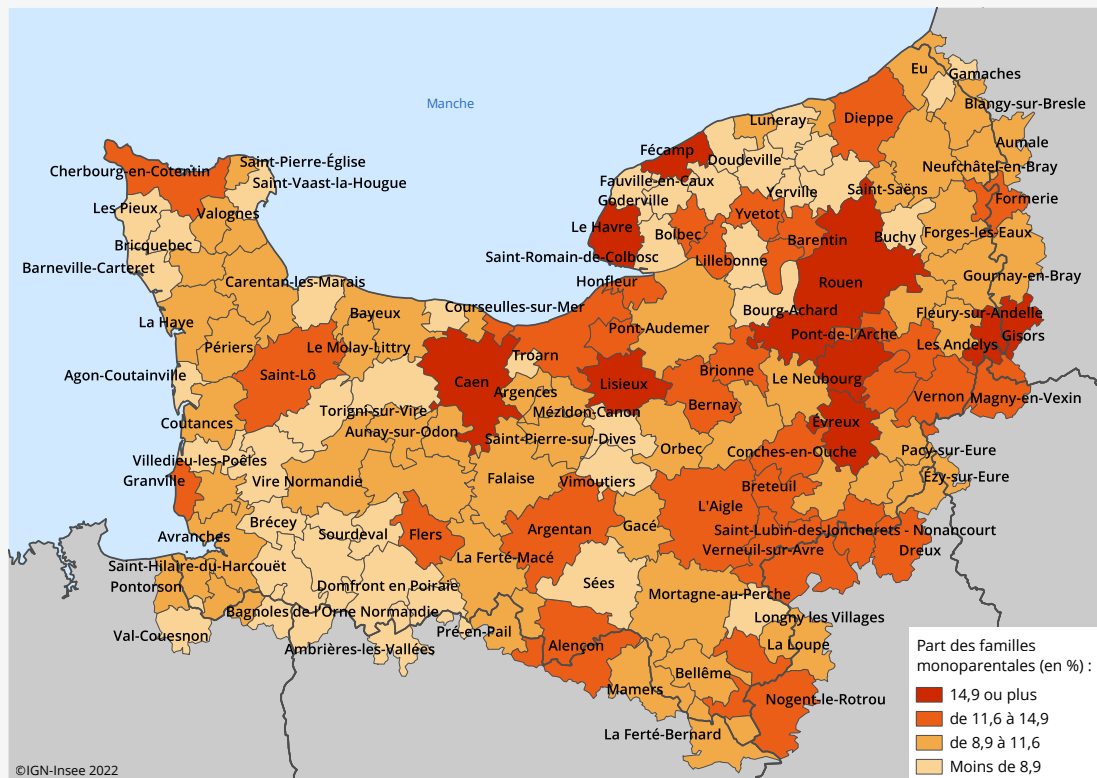 Eu
Gamaches
Manche
Blangy-sur-Bresle
Luneray
Dieppe
Aumale
Fécamp
Doudeville
Neufchâtel-en-Bray
Cherbourg-en-Cotentin
Saint-Pierre-Église
Saint-Vaast-la-Hougue
Fauville-en-Caux
Yerville
Saint-Saëns
Goderville
Formerie
Les Pieux
Valognes
Yvetot
Le Havre
Bolbec
Barentin
Buchy
Forges-les-Eaux
Bricquebec
Saint-Romain-de-Colbosc
Lillebonne
Barneville-Carteret
Gournay-en-Bray
Carentan-les-Marais
Honfleur
Rouen
Courseulles-sur-Mer
Bourg-Achard
Fleury-sur-Andelle
Bayeux
La Haye
Pont-Audemer
Pont-de-l'Arche
Gisors
Périers
Le Molay-Littry
Troarn
Les Andelys
Agon-Coutainville
Saint-Lô
Caen
Lisieux
Brionne
Le Neubourg
Argences
Vernon
Magny-en-Vexin
Torigni-sur-Vire
Mézidon-Canon
Bernay
Coutances
Évreux
Aunay-sur-Odon
Saint-Pierre-sur-Dives
Orbec
Conches-en-Ouche
Pacy-sur-Eure
Villedieu-les-Poêles
Granville
Vire Normandie
Falaise
Vimoutiers
Breteuil
Ézy-sur-Eure
L'Aigle
Brécey
Sourdeval
Flers
Argentan
Gacé
Saint-Lubin-des-Joncherets - Nonancourt
Avranches
La Ferté-Macé
Verneuil-sur-Avre
Dreux
Saint-Hilaire-du-Harcouët
Pontorson
Domfront en Poiraie
Sées
Mortagne-au-Perche
Bagnoles de l'Orne Normandie
Longny les Villages
Val-Couesnon
Pré-en-Pail
Ambrières-les-Vallées
Alençon
La Loupe
Bellême
Mamers
Nogent-le-Rotrou
La Ferté-Bernard
Part des familles
monoparentales (en %) :
14,9 ou plus
de 11,6 à 14,9
de 8,9 à 11,6
Moins de 8,9
©IGN-Insee 2022